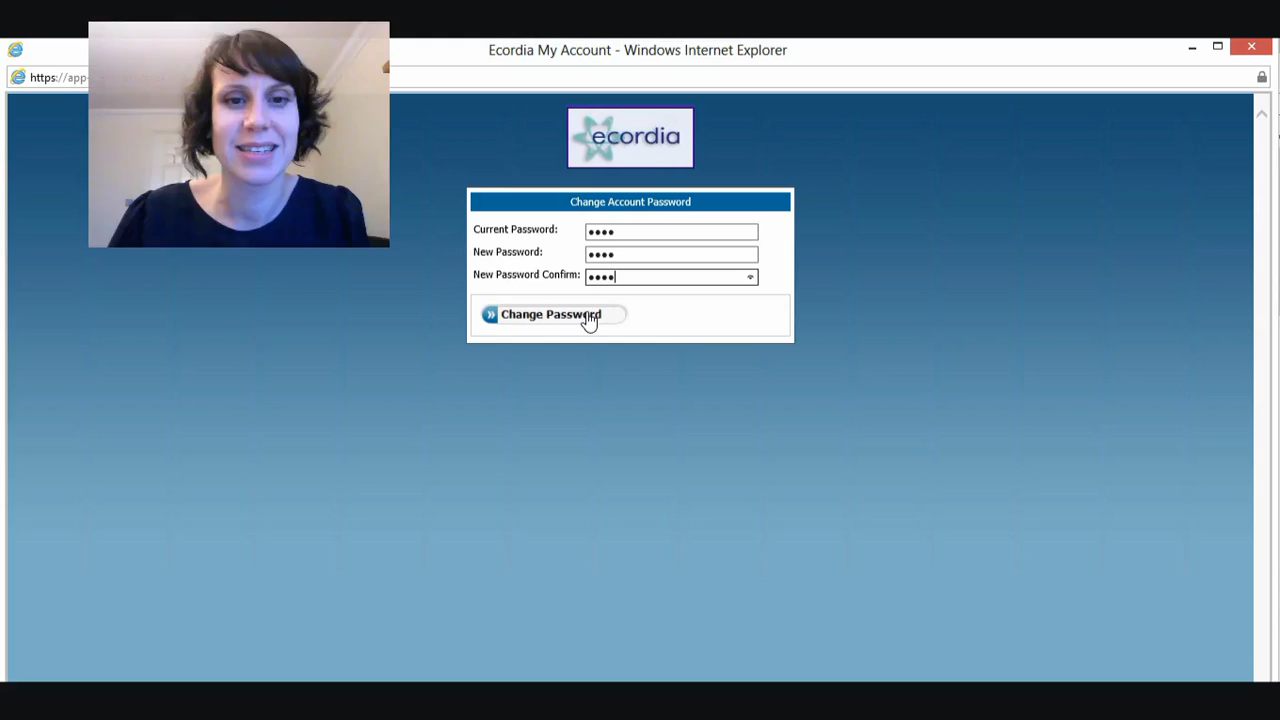 Ecordia My Account - Windows Internet Explorer
https://app-
ecordia
Change Account Password
Current Password: ••••
New Password: ••••
New Password Confirm: ••••
Change Password